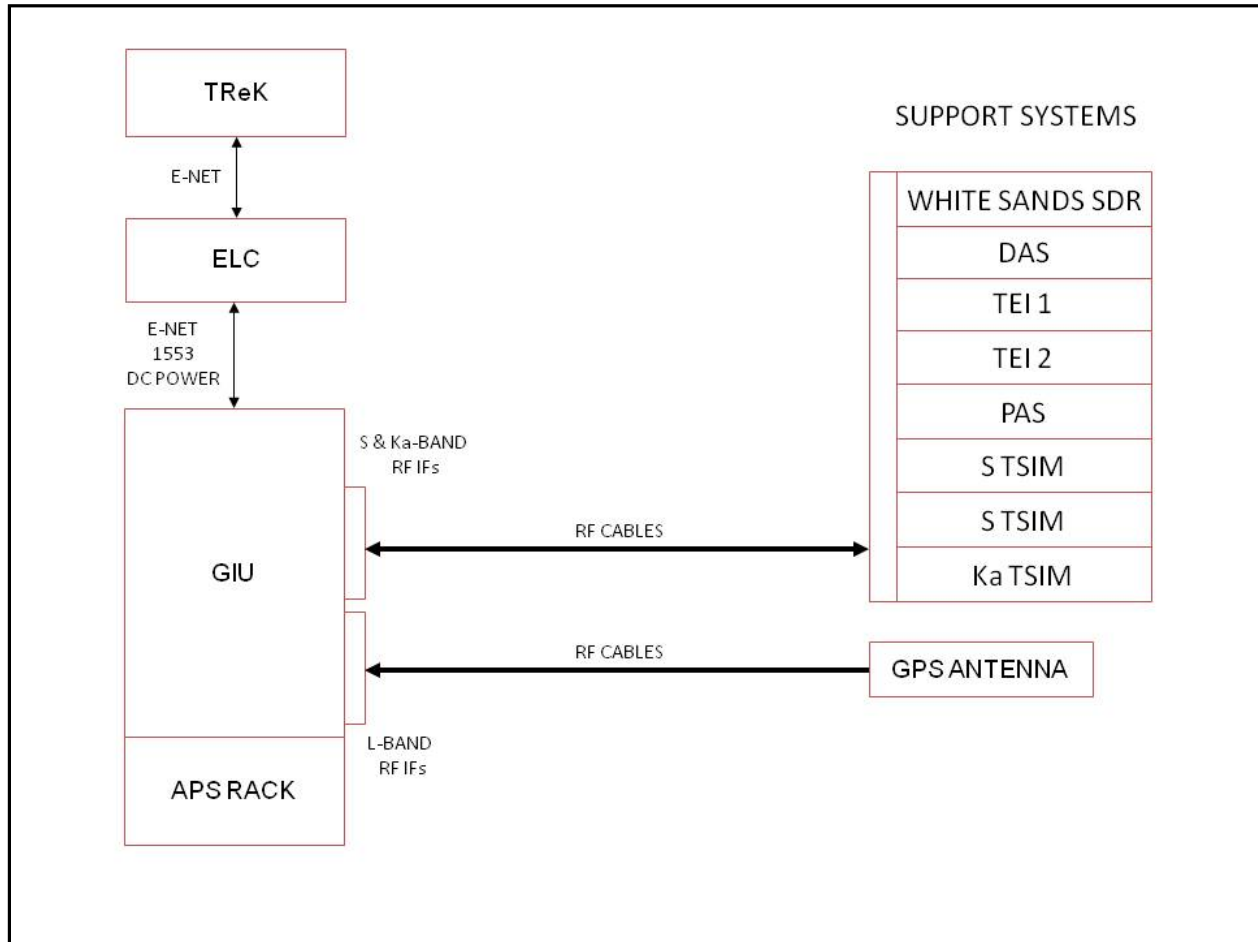 TReK
E-NET
ELC
E-NET
1553
DC POWER
S & Ka-BAND
RF IFs
GIU
L-BAND
RF IFs
APS RACK
RF CABLES
RF CABLES
SUPPORT SYSTEMS
WHITE SANDS SDR
DAS
TEI 1
TEI 2
PAS
S TSIM
S TSIM
Ka TSIM
GPS ANTENNA